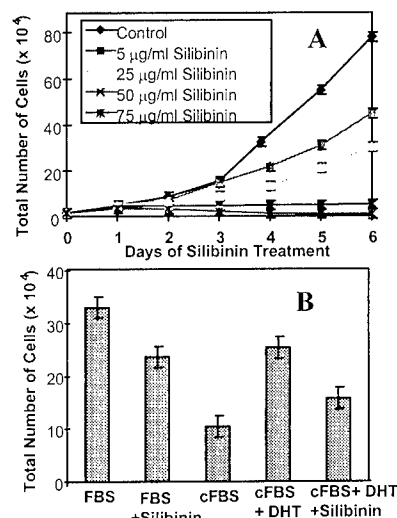 Total Number of Cells (x 10⁴)
80
60
40
20
0
Control
5 µg/ml Silibinin
25 µg/ml Silibinin
50 µg/ml Silibinin
75 µg/ml Silibinin
A
0 1 2 3 4 5 6
Days of Silibinin Treatment
Total Number of Cells (x 10⁴)
40
30
20
10
0
B
FBS FBS cFBS cFBS cFBS+ DHT
+Silibinin + DHT +Silibinin